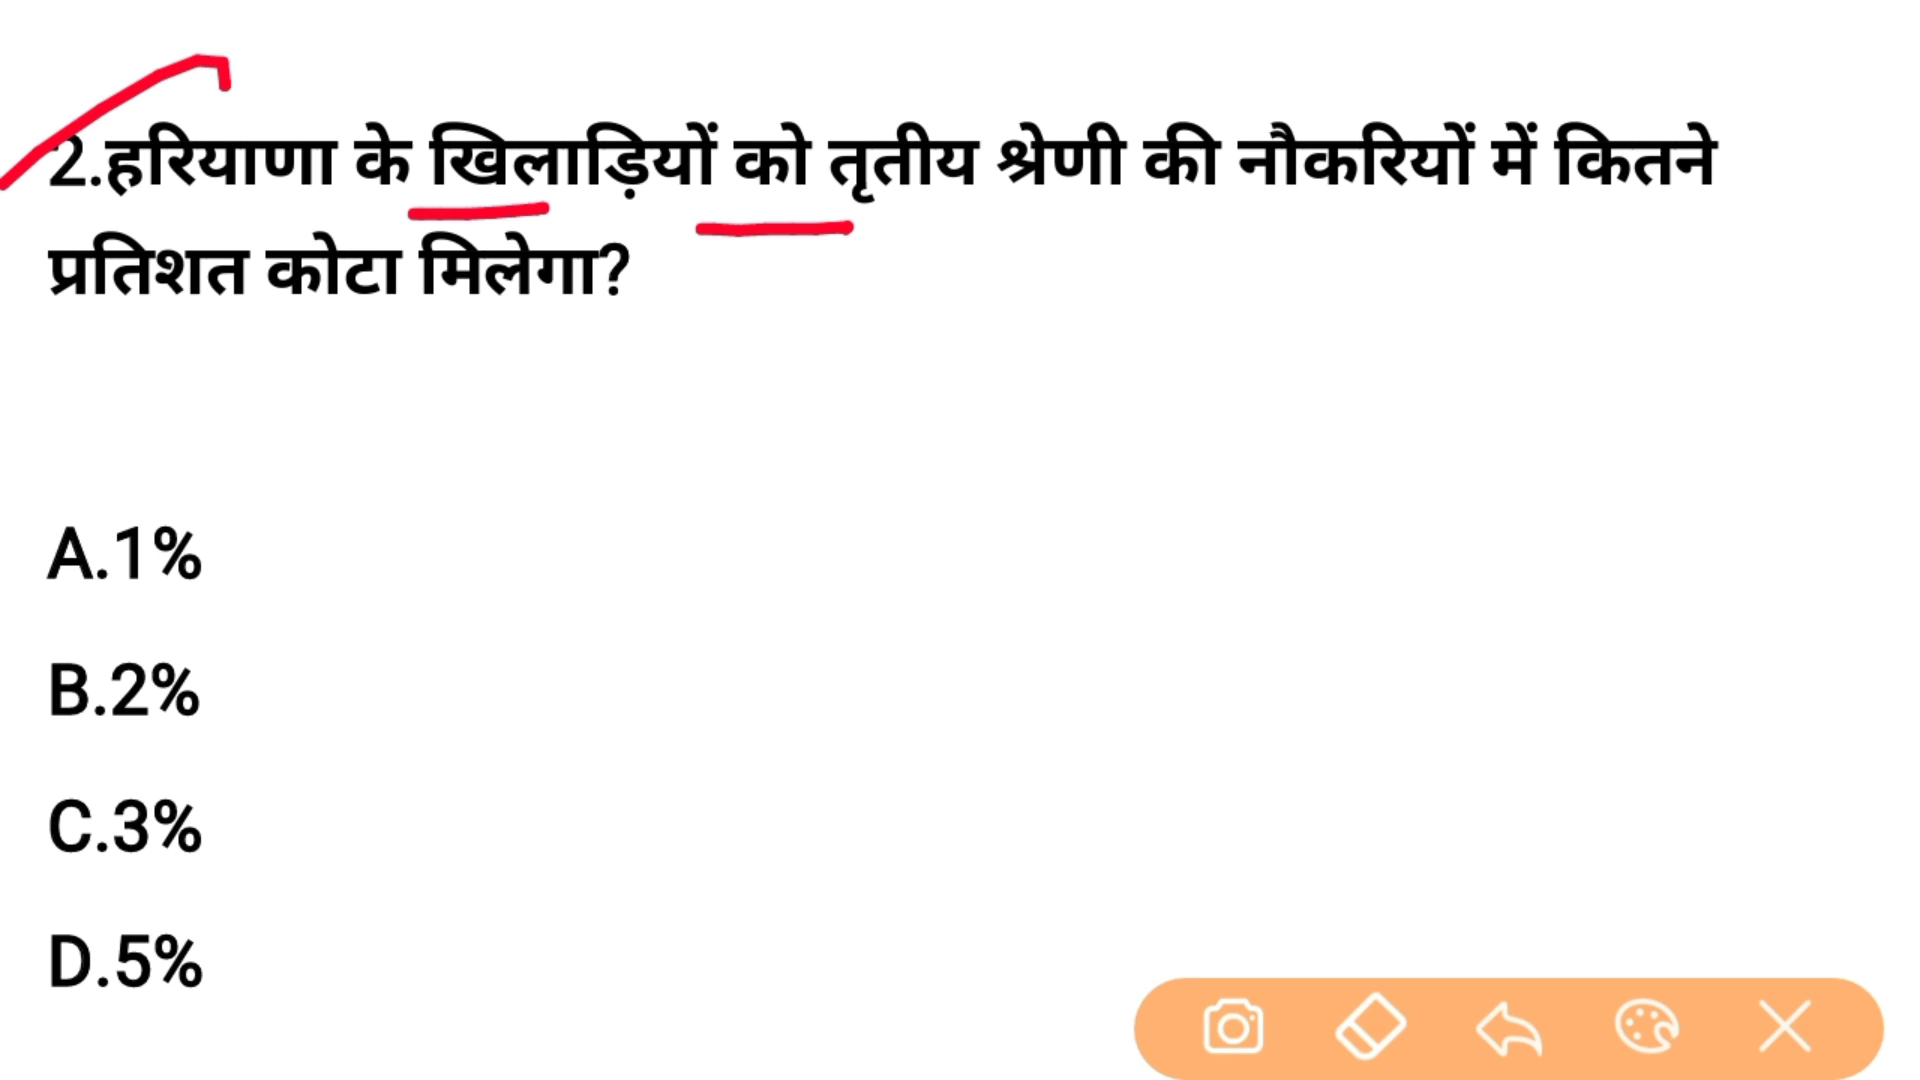 2.हरियाणा के खिलाड़ियों को तृतीय श्रेणी की नौकरियों में कितने
प्रतिशत कोटा मिलेगा?
A.1%
B.2%
C.3%
D.5%